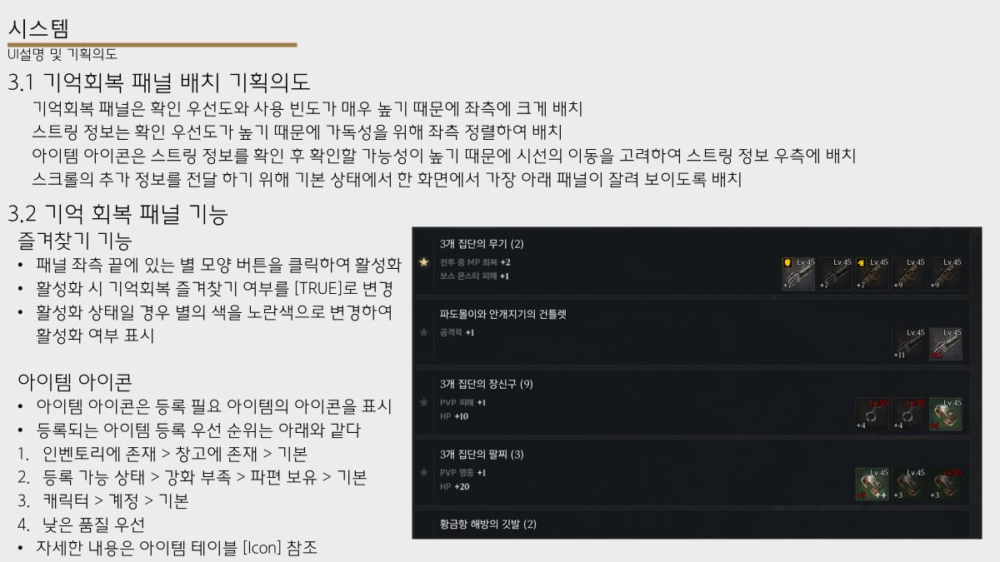 시스템
UI설명 및 기획의도
3.1 기억회복 패널 배치 기획의도
기억회복 패널은 확인 우선도와 사용 빈도가 매우 높기 때문에 좌측에 크게 배치
스트링 정보는 확인 우선도가 높기 때문에 가독성을 위해 좌측 정렬하여 배치
아이템 아이콘은 스트링 정보를 확인 후 확인할 가능성이 높기 때문에 시선의 이동을 고려하여 스트링 정보 우측에 배치
스크롤의 추가 정보를 전달 하기 위해 기본 상태에서 한 화면에서 가장 아래 패널이 잘려 보이도록 배치
3.2 기억 회복 패널 기능
즐겨찾기 기능
• 패널 좌측 끝에 있는 별 모양 버튼을 클릭하여 활성화
• 활성화 시 기억회복 즐겨찾기 여부를 [TRUE]로 변경
• 활성화 상태일 경우 별의 색을 노란색으로 변경하여
활성화 여부 표시
아이템 아이콘
• 아이템 아이콘은 등록 필요 아이템의 아이콘을 표시
• 등록되는 아이템 등록 우선 순위는 아래와 같다
1. 인벤토리에 존재 > 창고에 존재 > 기본
2. 등록 가능 상태 > 강화 부족 > 파편 보유 > 기본
3. 캐릭터 > 계정 > 기본
4. 낮은 품질 우선
• 자세한 내용은 아이템 테이블 [Icon] 참조
3개 집단의 무기 (2)
전투 중 MP 회복 +2
보스 몬스터 피해 +1
Lv.45 Lv.45 Lv.45 Lv.45 Lv.45
+7 +7 +7 +9 +9
파도몰이와 안개지기의 건틀렛
공격력 +1
Lv.45 Lv.45
+11
3개 집단의 장신구 (9)
PVP 피해 +1
HP +10
Lv.55 Lv.55 Lv.45
+4 +4
3개 집단의 팔찌 (3)
PVP 명중 +1
HP +20
Lv.45 Lv.45 Lv.55
++ +3 +3
황금항 해방의 깃발 (2)